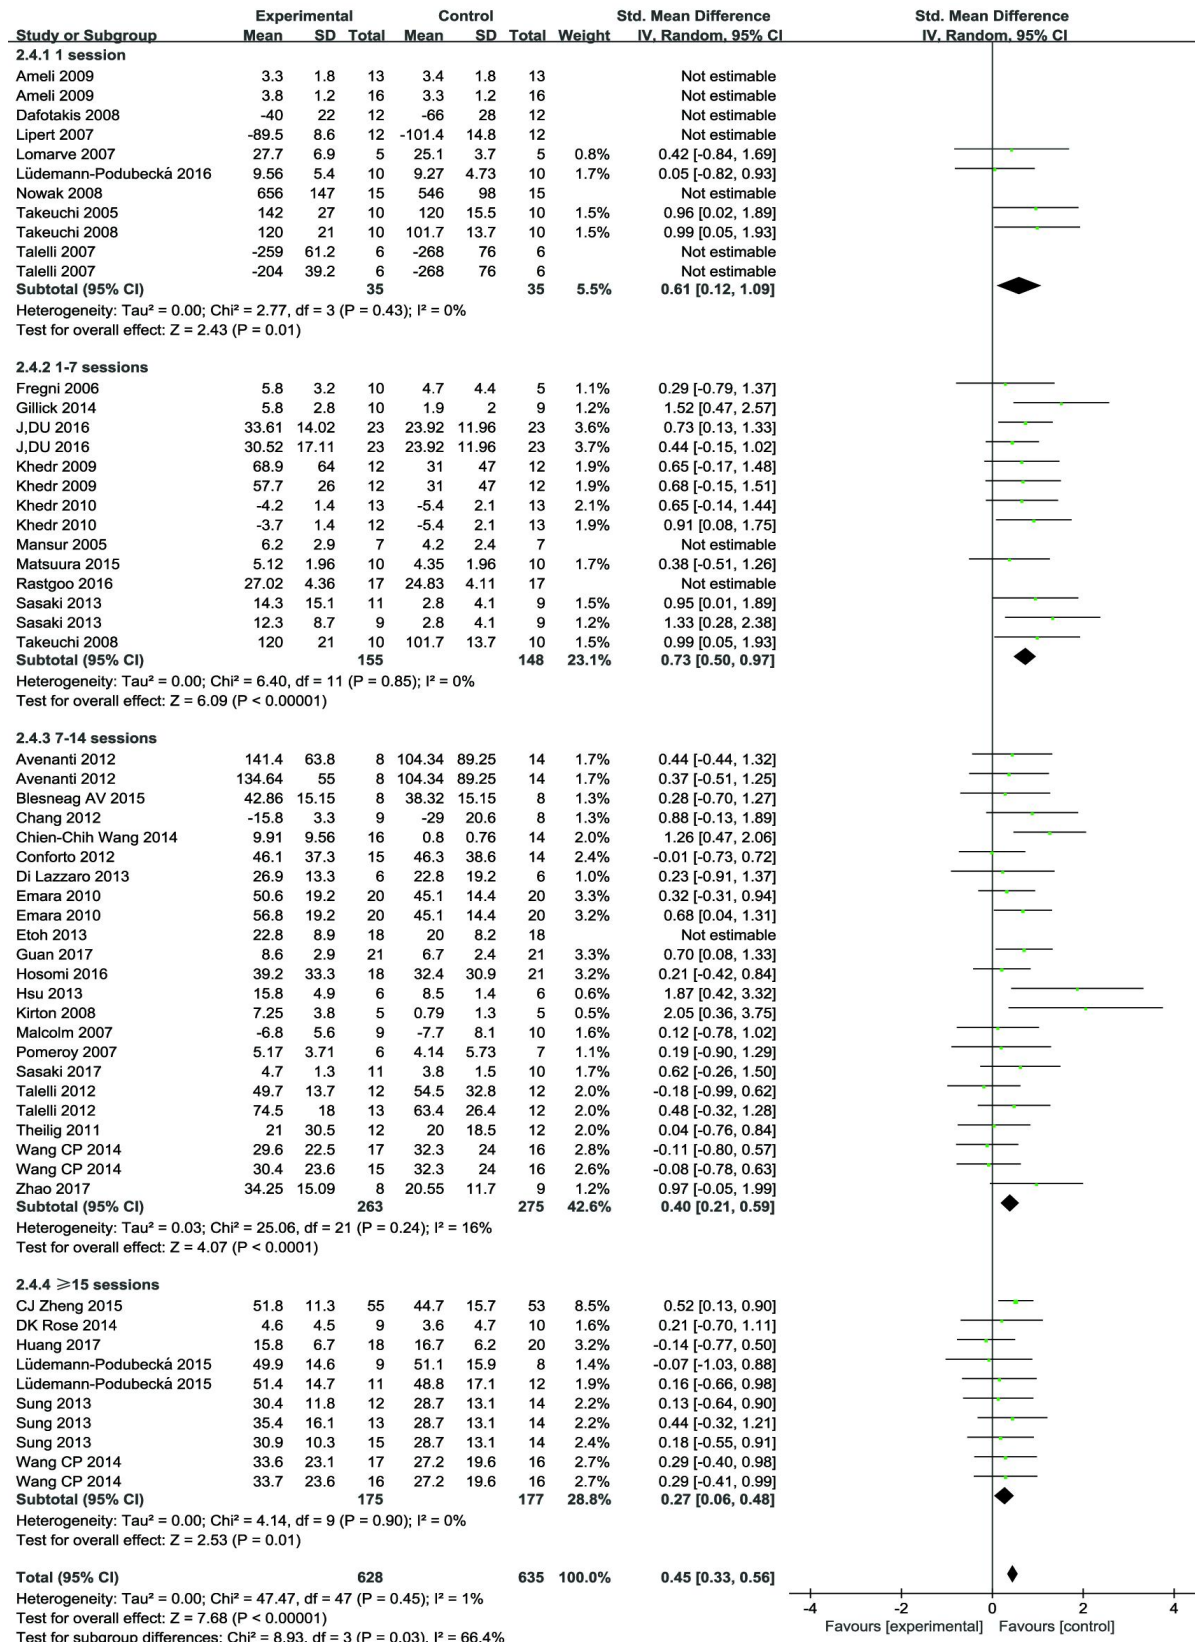 Experimental Control Std. Mean Difference Std. Mean Difference
Study or Subgroup Mean SD Total Mean SD Total Weight IV, Random, 95% CI IV, Random, 95% CI
2.4.1 1 session
Ameli 2009 3.3 1.8 13 3.4 1.8 13 Not estimable
Ameli 2009 3.8 1.2 16 3.3 1.2 16 Not estimable
Dafotakis 2008 -40 22 12 -66 28 12 Not estimable
Lipert 2007 -89.5 8.6 12 -101.4 14.8 12 Not estimable
Lomarve 2007 27.7 6.9 5 25.1 3.7 5 0.8% 0.42 [-0.84, 1.69]
Lüdemann-Podubecká 2016 9.56 5.4 10 9.27 4.73 10 1.7% 0.05 [-0.82, 0.93]
Nowak 2008 656 147 15 546 98 15 Not estimable
Takeuchi 2005 142 27 10 120 15.5 10 1.5% 0.96 [0.02, 1.89]
Takeuchi 2008 120 21 10 101.7 13.7 10 1.5% 0.99 [0.05, 1.93]
Talelli 2007 -259 61.2 6 -268 76 6 Not estimable
Talelli 2007 -204 39.2 6 -268 76 6 Not estimable
Subtotal (95% CI) 35 35 5.5% 0.61 [0.12, 1.09]
Heterogeneity: Tau² = 0.00; Chi² = 2.77, df = 3 (P = 0.43); I² = 0%
Test for overall effect: Z = 2.43 (P = 0.01)
2.4.2 1-7 sessions
Fregni 2006 5.8 3.2 10 4.7 4.4 5 1.1% 0.29 [-0.79, 1.37]
Gillick 2014 5.8 2.8 10 1.9 2 9 1.2% 1.52 [0.47, 2.57]
J,DU 2016 33.61 14.02 23 23.92 11.96 23 3.6% 0.73 [0.13, 1.33]
J,DU 2016 30.52 17.11 23 23.92 11.96 23 3.7% 0.44 [-0.15, 1.02]
Khedr 2009 68.9 64 12 31 47 12 1.9% 0.65 [-0.17, 1.48]
Khedr 2009 57.7 26 12 31 47 12 1.9% 0.68 [-0.15, 1.51]
Khedr 2010 -4.2 1.4 13 -5.4 2.1 13 2.1% 0.65 [-0.14, 1.44]
Khedr 2010 -3.7 1.4 12 -5.4 2.1 13 1.9% 0.91 [0.08, 1.75]
Mansur 2005 6.2 2.9 7 4.2 2.4 7 Not estimable
Matsuura 2015 5.12 1.96 10 4.35 1.96 10 1.7% 0.38 [-0.51, 1.26]
Rastgoo 2016 27.02 4.36 17 24.83 4.11 17 Not estimable
Sasaki 2013 14.3 15.1 11 2.8 4.1 9 1.5% 0.95 [0.01, 1.89]
Sasaki 2013 12.3 8.7 9 2.8 4.1 9 1.2% 1.33 [0.28, 2.38]
Takeuchi 2008 120 21 10 101.7 13.7 10 1.5% 0.99 [0.05, 1.93]
Subtotal (95% CI) 155 148 23.1% 0.73 [0.50, 0.97]
Heterogeneity: Tau² = 0.00; Chi² = 6.40, df = 11 (P = 0.85); I² = 0%
Test for overall effect: Z = 6.09 (P < 0.00001)
2.4.3 7-14 sessions
Avenanti 2012 141.4 63.8 8 104.34 89.25 14 1.7% 0.44 [-0.44, 1.32]
Avenanti 2012 134.64 55 8 104.34 89.25 14 1.7% 0.37 [-0.51, 1.25]
Blesneag AV 2015 42.86 15.15 8 38.32 15.15 8 1.3% 0.28 [-0.70, 1.27]
Chang 2012 -15.8 3.3 9 -29 20.6 8 1.3% 0.88 [-0.13, 1.89]
Chien-Chih Wang 2014 9.91 9.56 16 0.8 0.76 14 2.0% 1.26 [0.47, 2.06]
Conforto 2012 46.1 37.3 15 46.3 38.6 14 2.4% -0.01 [-0.73, 0.72]
Di Lazzaro 2013 26.9 13.3 6 22.8 19.2 6 1.0% 0.23 [-0.91, 1.37]
Emara 2010 50.6 19.2 20 45.1 14.4 20 3.3% 0.32 [-0.31, 0.94]
Emara 2010 56.8 19.2 20 45.1 14.4 20 3.2% 0.68 [0.04, 1.31]
Etoh 2013 22.8 8.9 18 20 8.2 18 Not estimable
Guan 2017 8.6 2.9 21 6.7 2.4 21 3.3% 0.70 [0.08, 1.33]
Hosomi 2016 39.2 33.3 18 32.4 30.9 21 3.2% 0.21 [-0.42, 0.84]
Hsu 2013 15.8 4.9 6 8.5 1.4 6 0.6% 1.87 [0.42, 3.32]
Kirton 2008 7.25 3.8 5 0.79 1.3 5 0.5% 2.05 [0.36, 3.75]
Malcolm 2007 -6.8 5.6 9 -7.7 8.1 10 1.6% 0.12 [-0.78, 1.02]
Pomeroy 2007 5.17 3.71 6 4.14 5.73 7 1.1% 0.19 [-0.90, 1.29]
Sasaki 2017 4.7 1.3 11 3.8 1.5 10 1.7% 0.62 [-0.26, 1.50]
Talelli 2012 49.7 13.7 12 54.5 32.8 12 2.0% -0.18 [-0.99, 0.62]
Talelli 2012 74.5 18 13 63.4 26.4 12 2.0% 0.48 [-0.32, 1.28]
Theilig 2011 21 30.5 12 20 18.5 12 2.0% 0.04 [-0.76, 0.84]
Wang CP 2014 29.6 22.5 17 32.3 24 16 2.8% -0.11 [-0.80, 0.57]
Wang CP 2014 30.4 23.6 15 32.3 24 16 2.6% -0.08 [-0.78, 0.63]
Zhao 2017 34.25 15.09 8 20.55 11.7 9 1.2% 0.97 [-0.05, 1.99]
Subtotal (95% CI) 263 275 42.6% 0.40 [0.21, 0.59]
Heterogeneity: Tau² = 0.03; Chi² = 25.06, df = 21 (P = 0.24); I² = 16%
Test for overall effect: Z = 4.07 (P < 0.0001)
2.4.4 ≥15 sessions
CJ Zheng 2015 51.8 11.3 55 44.7 15.7 53 8.5% 0.52 [0.13, 0.90]
DK Rose 2014 4.6 4.5 9 3.6 4.7 10 1.6% 0.21 [-0.70, 1.11]
Huang 2017 15.8 6.7 18 16.7 6.2 20 3.2% -0.14 [-0.77, 0.50]
Lüdemann-Podubecká 2015 49.9 14.6 9 51.1 15.9 8 1.4% -0.07 [-1.03, 0.88]
Lüdemann-Podubecká 2015 51.4 14.7 11 48.8 17.1 12 1.9% 0.16 [-0.66, 0.98]
Sung 2013 30.4 11.8 12 28.7 13.1 14 2.2% 0.13 [-0.64, 0.90]
Sung 2013 35.4 16.1 13 28.7 13.1 14 2.2% 0.44 [-0.32, 1.21]
Sung 2013 30.9 10.3 15 28.7 13.1 14 2.4% 0.18 [-0.55, 0.91]
Wang CP 2014 33.6 23.1 17 27.2 19.6 16 2.7% 0.29 [-0.40, 0.98]
Wang CP 2014 33.7 23.6 16 27.2 19.6 16 2.7% 0.29 [-0.41, 0.99]
Subtotal (95% CI) 175 177 28.8% 0.27 [0.06, 0.48]
Heterogeneity: Tau² = 0.00; Chi² = 4.14, df = 9 (P = 0.90); I² = 0%
Test for overall effect: Z = 2.53 (P = 0.01)
Total (95% CI) 628 635 100.0% 0.45 [0.33, 0.56]
Heterogeneity: Tau² = 0.00; Chi² = 47.47, df = 47 (P = 0.45); I² = 1%
Test for overall effect: Z = 7.68 (P < 0.00001)
Test for subgroup differences: Chi² = 8.93, df = 3 (P = 0.03), I² = 66.4%
-4 -2 0 2 4
Favours [experimental] Favours [control]